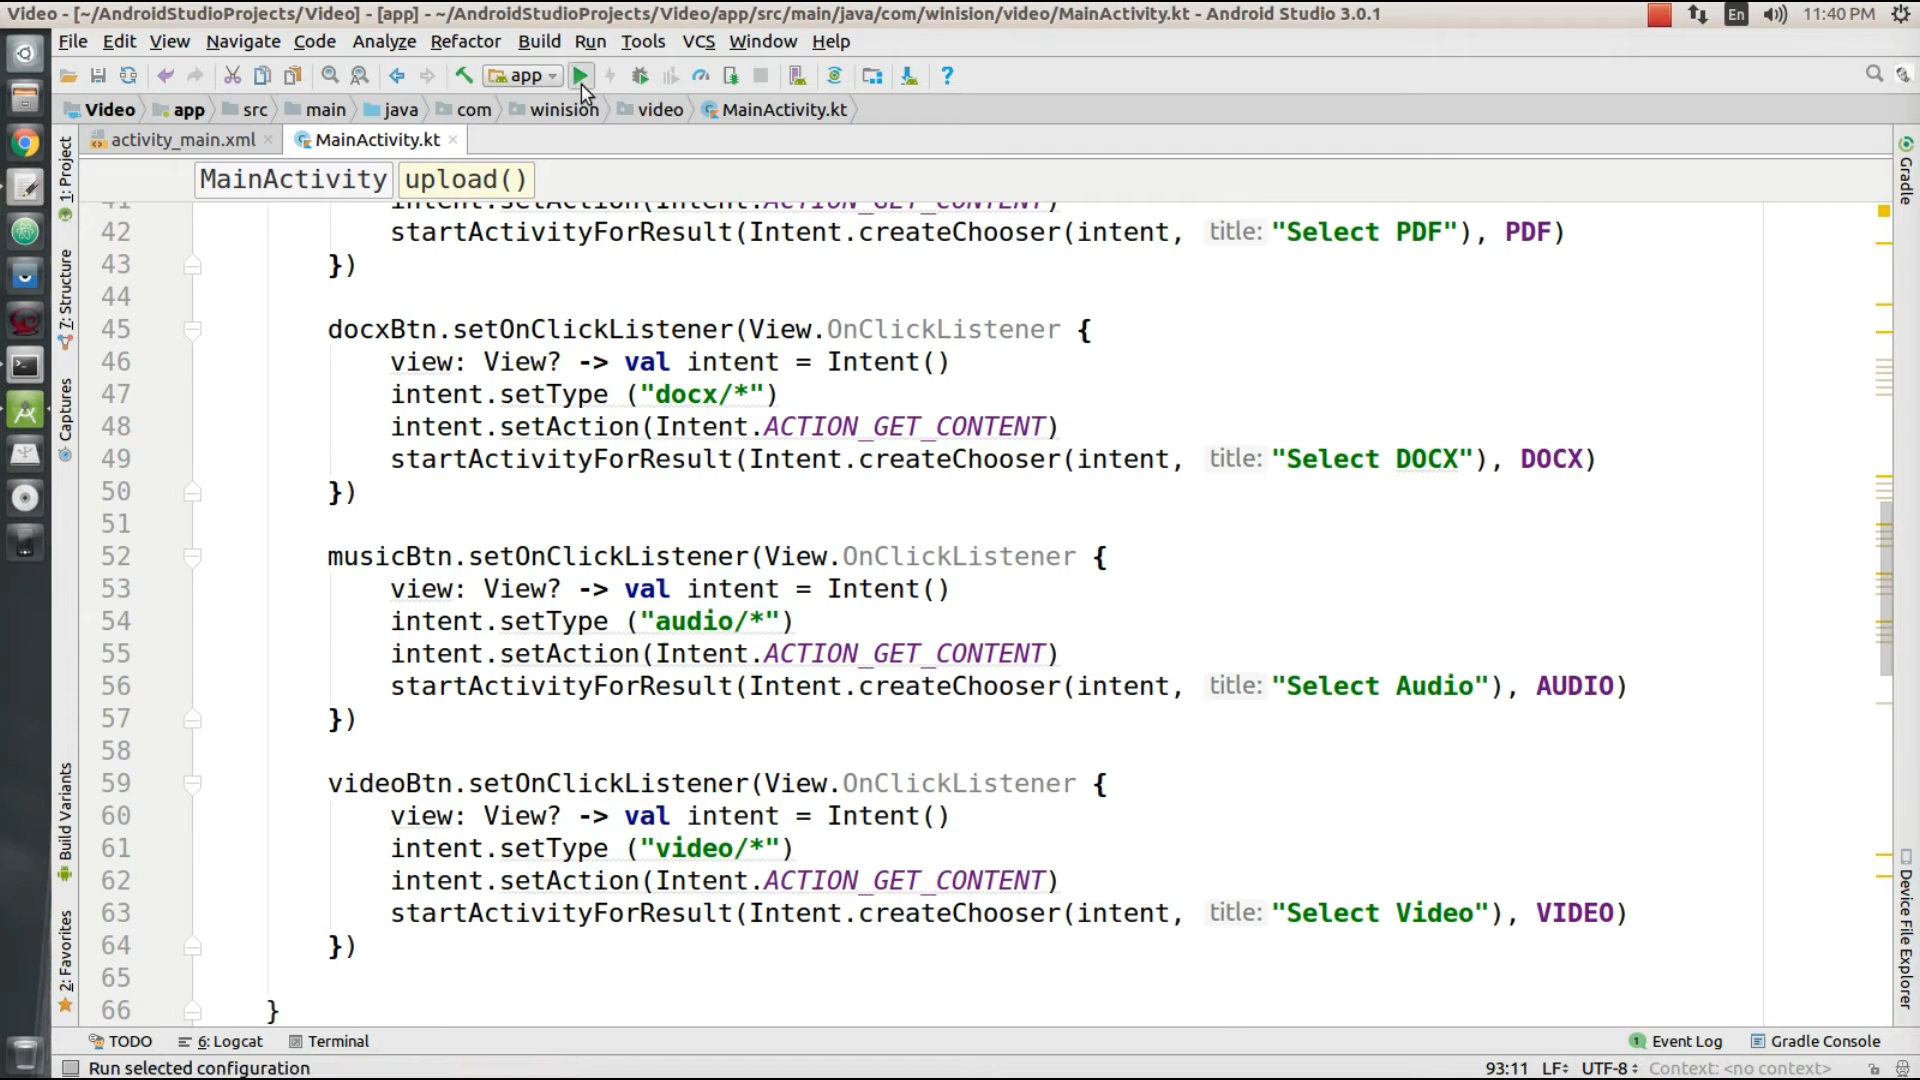 Video - [~/AndroidStudioProjects/Video] - [app] - ~/AndroidStudioProjects/Video/app/src/main/java/com/winision/video/MainActivity.kt - Android Studio 3.0.1
En
11:40 PM
File Edit View Navigate Code Analyze Refactor Build Run Tools VCS Window Help
app
Video app src main java com winision video MainActivity.kt
activity_main.xml
MainActivity.kt
MainActivity upload()
1: Project
7: Structure
Captures
Build Variants
2: Favorites
Gradle
Device File Explorer
41 intent.setAction(Intent.ACTION_GET_CONTENT)
42 startActivityForResult(Intent.createChooser(intent, title: "Select PDF"), PDF)
43 })
44
45 docxBtn.setOnClickListener(View.OnClickListener {
46 view: View? -> val intent = Intent()
47 intent.setType ("docx/*")
48 intent.setAction(Intent.ACTION_GET_CONTENT)
49 startActivityForResult(Intent.createChooser(intent, title: "Select DOCX"), DOCX)
50 })
51
52 musicBtn.setOnClickListener(View.OnClickListener {
53 view: View? -> val intent = Intent()
54 intent.setType ("audio/*")
55 intent.setAction(Intent.ACTION_GET_CONTENT)
56 startActivityForResult(Intent.createChooser(intent, title: "Select Audio"), AUDIO)
57 })
58
59 videoBtn.setOnClickListener(View.OnClickListener {
60 view: View? -> val intent = Intent()
61 intent.setType ("video/*")
62 intent.setAction(Intent.ACTION_GET_CONTENT)
63 startActivityForResult(Intent.createChooser(intent, title: "Select Video"), VIDEO)
64 })
65
66 }
TODO 6: Logcat Terminal
1 Event Log Gradle Console
Run selected configuration
93:11 LF UTF-8 Context: <no context>